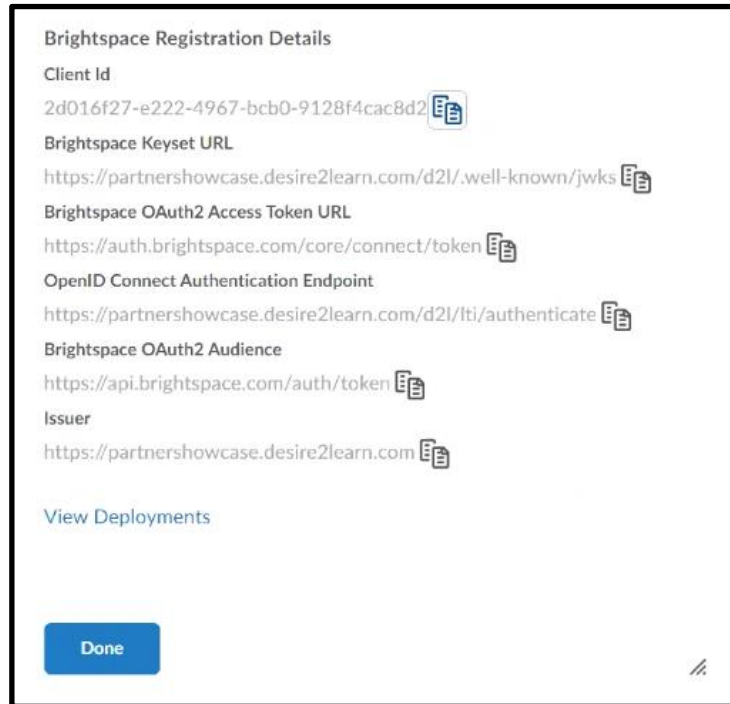 Brightspace Registration Details
Client Id
2d016f27-e222-4967-bcb0-9128f4cac8d2
Brightspace Keyset URL
https://partnershowcase.desire2learn.com/d2l/.well-known/jwks
Brightspace OAuth2 Access Token URL
https://auth.brightspace.com/core/connect/token
OpenID Connect Authentication Endpoint
https://partnershowcase.desire2learn.com/d2l/lti/authenticate
Brightspace OAuth2 Audience
https://api.brightspace.com/auth/token
Issuer
https://partnershowcase.desire2learn.com
View Deployments
Done